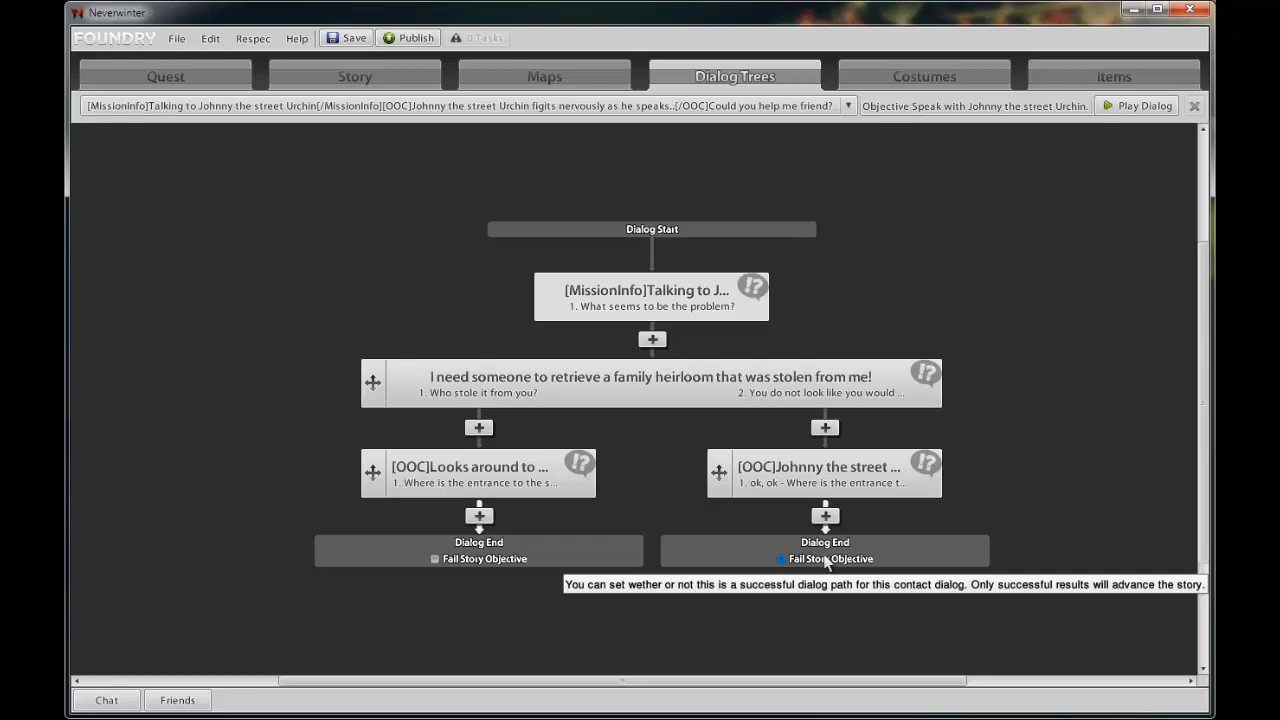 Neverwinter
FOUNDRY File Edit Respec Help Save Publish 0 Tasks
Quest Story Maps Dialog Trees Costumes Items
[MissionInfo]Talking to Johnny the street Urchin[/MissionInfo][OOC]Johnny the street Urchin figits nervously as he speaks..[/OOC]Could you help me friend? Objective Speak with Johnny the street Urchin. Play Dialog
Dialog Start
[MissionInfo]Talking to J...
1. What seems to be the problem?
I need someone to retrieve a family heirloom that was stolen from me!
1. Who stole it from you? 2. You do not look like you would ...
[OOC]Looks around to ... [OOC]Johnny the street ...
1. Where is the entrance to the s... 1. ok, ok - Where is the entrance t...
Dialog End Dialog End
Fail Story Objective Fail Story Objective
You can set wether or not this is a successful dialog path for this contact dialog. Only successful results will advance the story.
Chat Friends